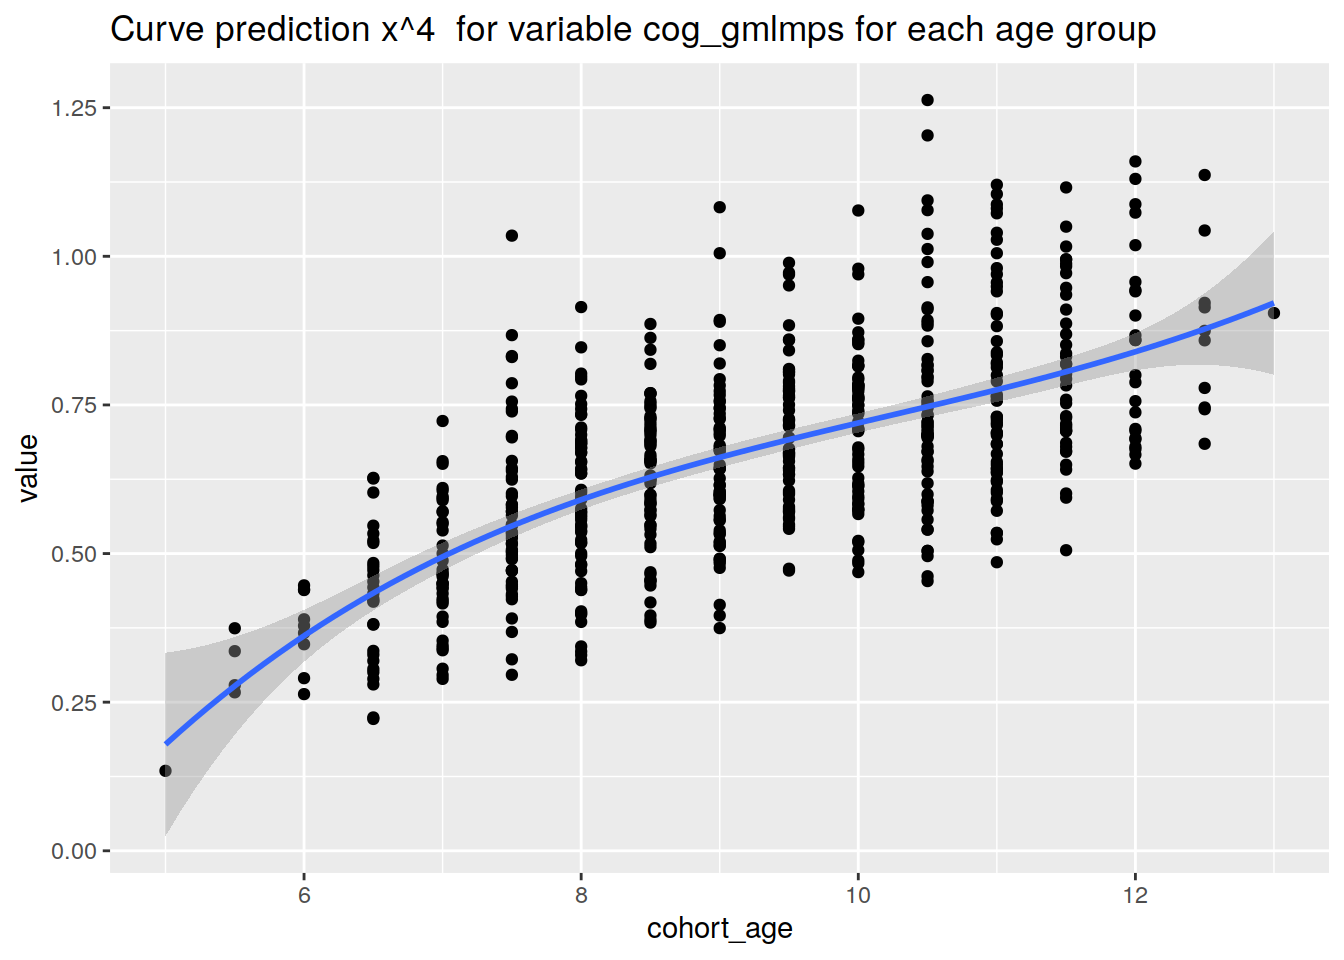 Curve prediction x^4  for variable cog_gmlmps for each age group
1.25
1.00
0.75
0.50
0.25
0.00
value
6 8 10 12
cohort_age